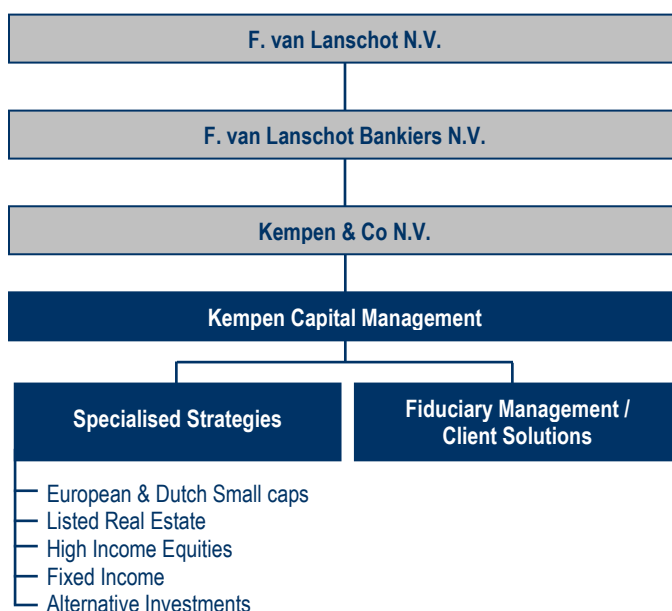 F. van Lanschot N.V.
F. van Lanschot Bankiers N.V.
Kempen & Co N.V.
Kempen Capital Management
Specialised Strategies
Fiduciary Management /
Client Solutions
European & Dutch Small caps
Listed Real Estate
High Income Equities
Fixed Income
Alternative Investments